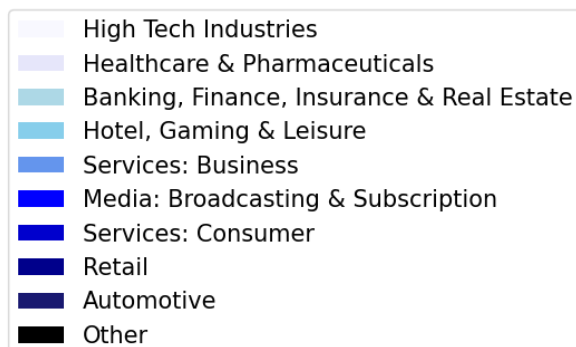 High Tech Industries
Healthcare & Pharmaceuticals
Banking, Finance, Insurance & Real Estate
Hotel, Gaming & Leisure
Services: Business
Media: Broadcasting & Subscription
Services: Consumer
Retail
Automotive
Other